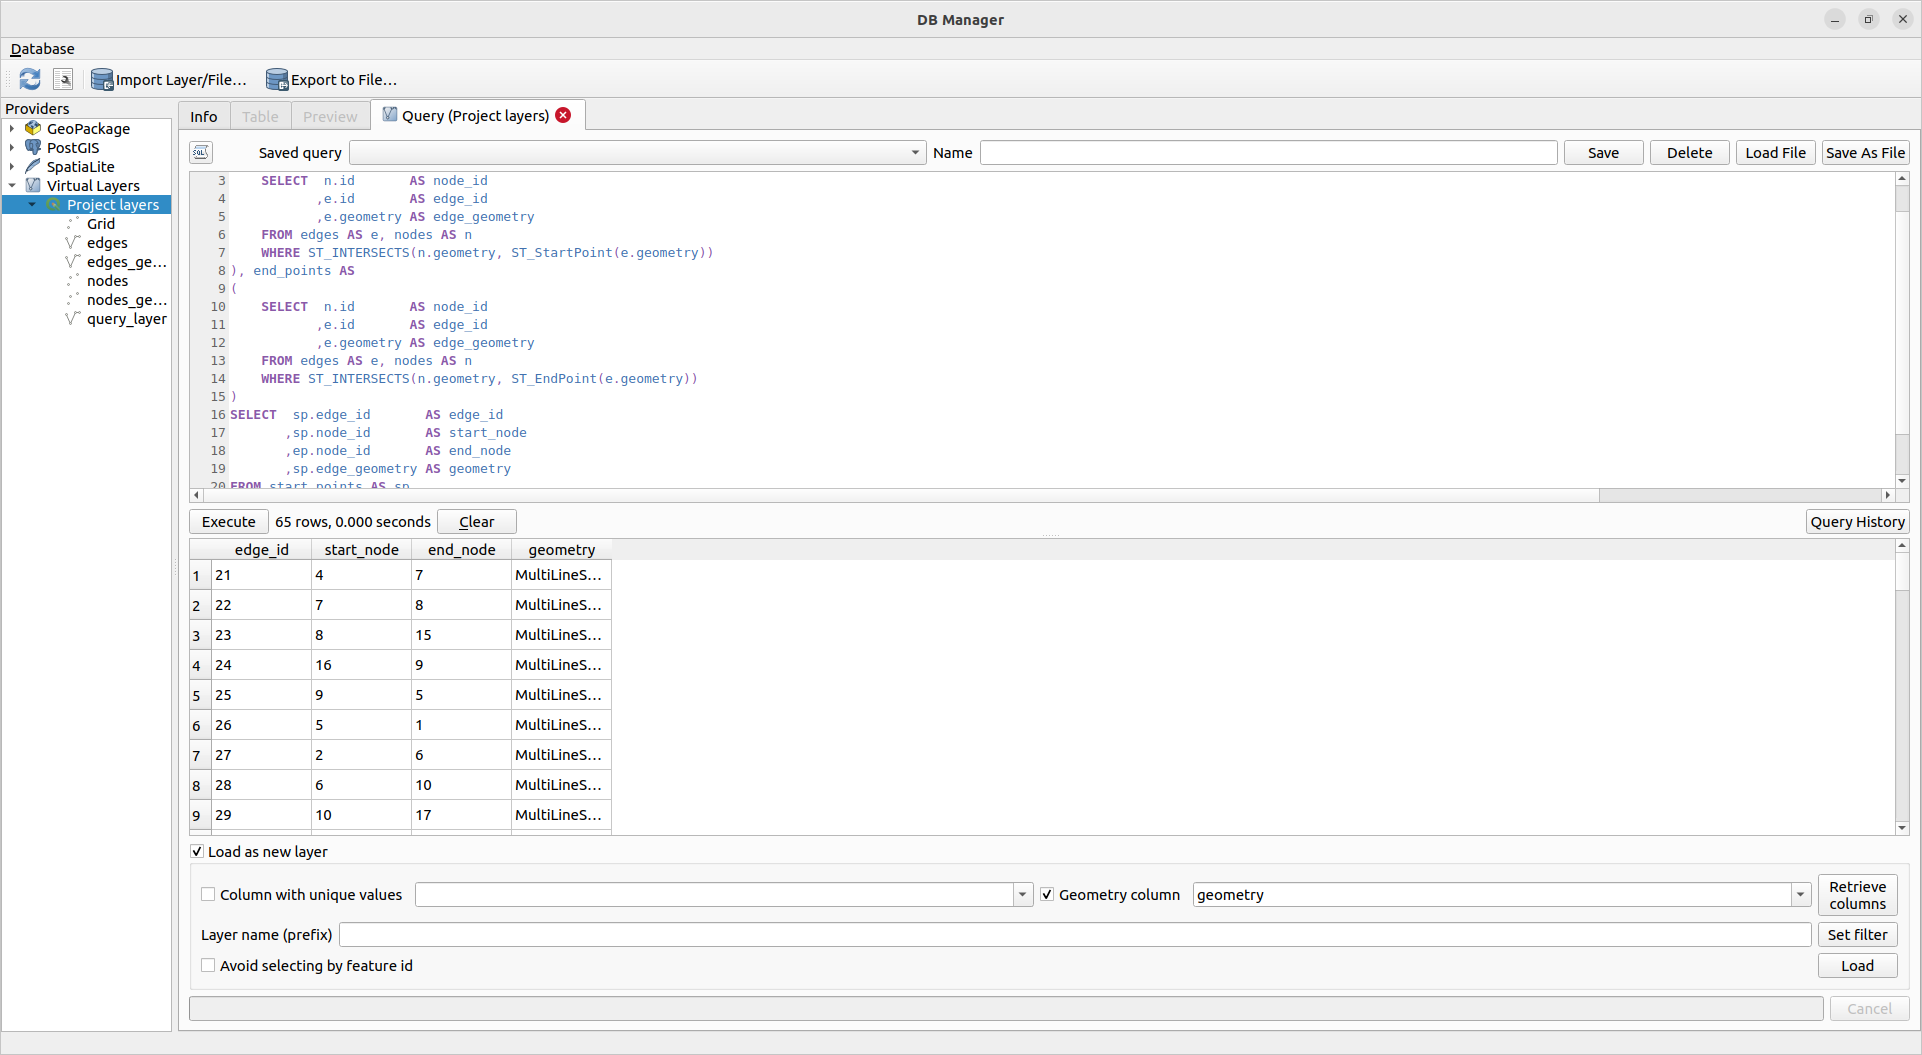 DB Manager
Database
Import Layer/File...
Export to File...
Providers
GeoPackage
PostGIS
SpatiaLite
Virtual Layers
Project layers
Grid
edges
edges_ge...
nodes
nodes_ge...
query_layer
Info Table Preview Query (Project layers)
SQL Saved query Name Save Delete Load File Save As File
3 SELECT n.id AS node_id
4 ,e.id AS edge_id
5 ,e.geometry AS edge_geometry
6 FROM edges AS e, nodes AS n
7 WHERE ST_INTERSECTS(n.geometry, ST_StartPoint(e.geometry))
8 ), end_points AS
9 (
10 SELECT n.id AS node_id
11 ,e.id AS edge_id
12 ,e.geometry AS edge_geometry
13 FROM edges AS e, nodes AS n
14 WHERE ST_INTERSECTS(n.geometry, ST_EndPoint(e.geometry))
15 )
16 SELECT sp.edge_id AS edge_id
17 ,sp.node_id AS start_node
18 ,ep.node_id AS end_node
19 ,sp.edge_geometry AS geometry
20 FROM start_points AS sp
Execute 65 rows, 0.000 seconds Clear Query History
edge_id start_node end_node geometry
1 21 4 7 MultiLineS...
2 22 7 8 MultiLineS...
3 23 8 15 MultiLineS...
4 24 16 9 MultiLineS...
5 25 9 5 MultiLineS...
6 26 5 1 MultiLineS...
7 27 2 6 MultiLineS...
8 28 6 10 MultiLineS...
9 29 10 17 MultiLineS...
Load as new layer
Column with unique values Geometry column geometry Retrieve columns
Layer name (prefix) Set filter
Avoid selecting by feature id Load
Cancel